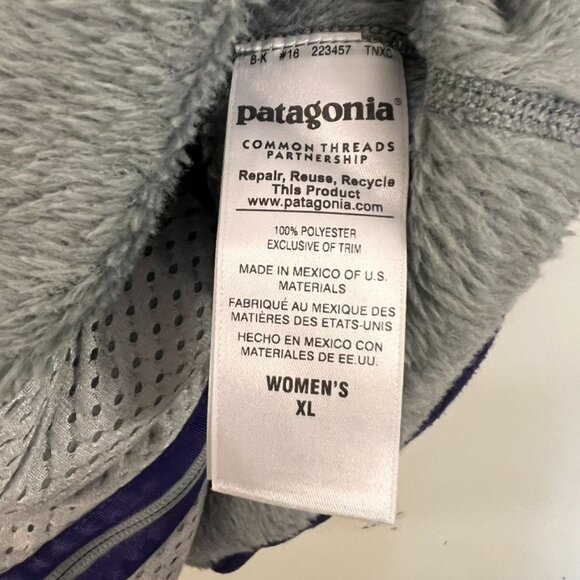 B-K #16 223457 TNXC
patagonia®
COMMON THREADS
PARTNERSHIP
Repair, Reuse, Recycle
This Product
www.patagonia.com
100% POLYESTER
EXCLUSIVE OF TRIM
MADE IN MEXICO OF U.S.
MATERIALS
FABRIQUÉ AU MEXIQUE DES
MATIÈRES DES ETATS-UNIS
HECHO EN MEXICO CON
MATERIALES DE EE.UU.
WOMEN'S
XL